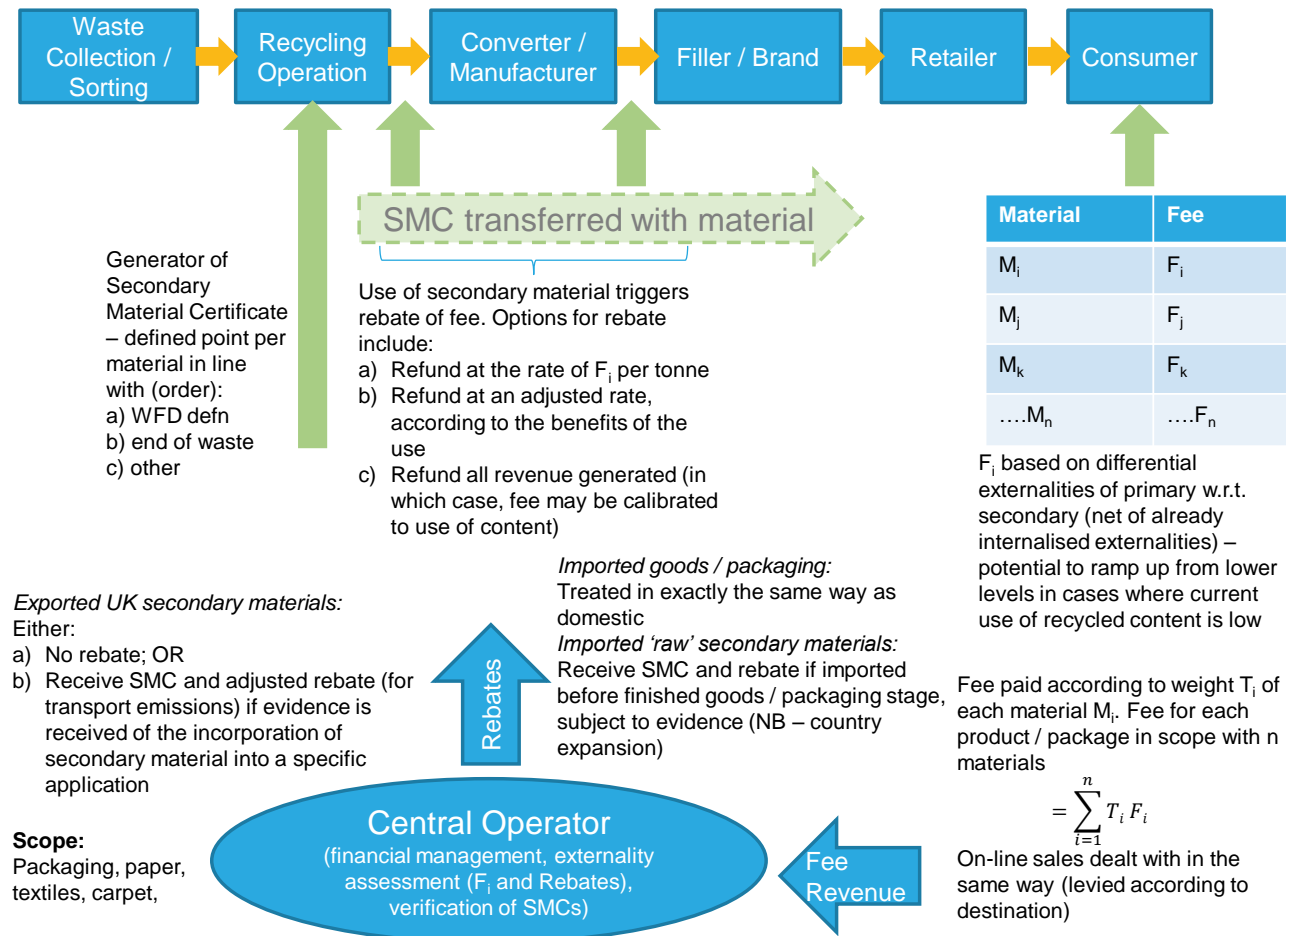 Waste
Collection /
Sorting
Recycling
Operation
Converter /
Manufacturer
Filler / Brand
Retailer
Consumer
SMC transferred with material
Generator of
Secondary
Material Certificate
– defined point per
material in line
with (order):
a) WFD defn
b) end of waste
c) other
Use of secondary material triggers
rebate of fee. Options for rebate
include:
a) Refund at the rate of Fi per tonne
b) Refund at an adjusted rate,
according to the benefits of the
use
c) Refund all revenue generated (in
which case, fee may be calibrated
to use of content)
Material Fee
Mi Fi
Mj Fj
Mk Fk
….Mn ….Fn
Fi based on differential
externalities of primary w.r.t.
secondary (net of already
internalised externalities) –
potential to ramp up from lower
levels in cases where current
use of recycled content is low
Exported UK secondary materials:
Either:
a) No rebate; OR
b) Receive SMC and adjusted rebate (for
transport emissions) if evidence is
received of the incorporation of
secondary material into a specific
application
Rebates
Imported goods / packaging:
Treated in exactly the same way as
domestic
Imported ‘raw’ secondary materials:
Receive SMC and rebate if imported
before finished goods / packaging stage,
subject to evidence (NB – country
expansion)
Fee paid according to weight Ti of
each material Mi. Fee for each
product / package in scope with n
materials
= ∑ i=1 n Ti Fi
On-line sales dealt with in the
same way (levied according to
destination)
Scope:
Packaging, paper,
textiles, carpet,
Central Operator
(financial management, externality
assessment (Fi and Rebates),
verification of SMCs)
Fee
Revenue